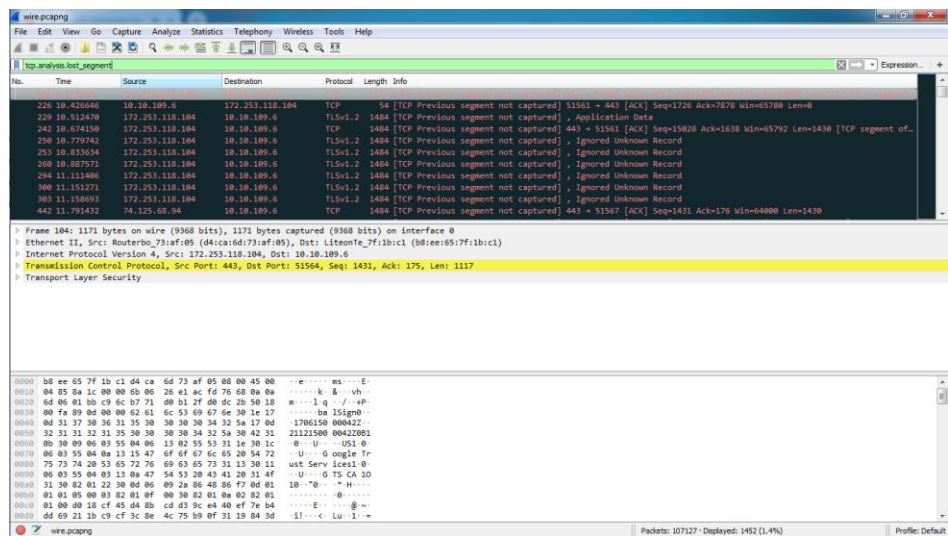 wire.pcapng
File Edit View Go Capture Analyze Statistics Telephony Wireless Tools Help
tcp.analysis.lost_segment
Expression... +
No. Time Source Destination Protocol Length Info
226 10.426646 10.10.109.6 172.253.118.104 TCP 54 [TCP Previous segment not captured] 51561 → 443 [ACK] Seq=1726 Ack=7878 Win=65780 Len=0
229 10.512470 172.253.118.104 10.10.109.6 TLSv1.2 1484 [TCP Previous segment not captured] , Application Data
242 10.674150 172.253.118.104 10.10.109.6 TCP 1484 [TCP Previous segment not captured] 443 → 51561 [ACK] Seq=15028 Ack=1638 Win=65792 Len=1430 [TCP segment of…
250 10.779742 172.253.118.104 10.10.109.6 TLSv1.2 1484 [TCP Previous segment not captured] , Ignored Unknown Record
253 10.833634 172.253.118.104 10.10.109.6 TLSv1.2 1484 [TCP Previous segment not captured] , Ignored Unknown Record
260 10.887571 172.253.118.104 10.10.109.6 TLSv1.2 1484 [TCP Previous segment not captured] , Ignored Unknown Record
294 11.111406 172.253.118.104 10.10.109.6 TLSv1.2 1484 [TCP Previous segment not captured] , Ignored Unknown Record
300 11.151271 172.253.118.104 10.10.109.6 TLSv1.2 1484 [TCP Previous segment not captured] , Ignored Unknown Record
303 11.158693 172.253.118.104 10.10.109.6 TLSv1.2 1484 [TCP Previous segment not captured] , Ignored Unknown Record
442 11.791432 74.125.68.94 10.10.109.6 TCP 1484 [TCP Previous segment not captured] 443 → 51567 [ACK] Seq=1431 Ack=176 Win=64000 Len=1430
Frame 104: 1171 bytes on wire (9368 bits), 1171 bytes captured (9368 bits) on interface 0
Ethernet II, Src: Routerbo_73:af:05 (d4:ca:6d:73:af:05), Dst: LiteonTe_7f:1b:c1 (b8:ee:65:7f:1b:c1)
Internet Protocol Version 4, Src: 172.253.118.104, Dst: 10.10.109.6
Transmission Control Protocol, Src Port: 443, Dst Port: 51564, Seq: 1431, Ack: 175, Len: 1117
Transport Layer Security
0000 b8 ee 65 7f 1b c1 d4 ca 6d 73 af 05 08 00 45 00 ··e····· ms····E·
0010 04 85 8a 1c 00 00 6b 06 26 e1 ac fd 76 68 0a 0a ······k· &···vh··
0020 6d 06 01 bb c9 6c b7 71 d0 b1 2f d0 dc 2b 50 18 m····l·q ··/··+P·
0030 00 fa 89 0d 00 00 62 61 6c 53 69 67 6e 30 1e 17 ······ba lSign0··
0040 0d 31 37 30 36 31 35 30 30 30 30 34 32 5a 17 0d ·1706150 00042Z··
0050 32 31 31 32 31 35 30 30 30 30 34 32 5a 30 42 31 21121500 0042Z0B1
0060 0b 30 09 06 03 55 04 06 13 02 55 53 31 1e 30 1c ·0···U·· ··US1·0·
0070 06 03 55 04 0a 13 15 47 6f 6f 67 6c 65 20 54 72 ··U····G oogle Tr
0080 75 73 74 20 53 65 72 76 69 63 65 73 31 13 30 11 ust Serv ices1·0·
0090 06 03 55 04 03 13 0a 47 54 53 20 43 41 20 31 4f ··U····G TS CA 1O
00a0 31 30 82 01 22 30 0d 06 09 2a 86 48 86 f7 0d 01 10··"0·· ·*·H····
00b0 01 01 05 00 03 82 01 0f 00 30 82 01 0a 02 82 01 ········ ·0······
00c0 01 00 d0 18 cf 45 d4 8b cd d3 9c e4 40 ef 7e b4 ·····E·· ····@·~·
00d0 dd 69 21 1b c9 cf 3c 8e 4c 75 b9 0f 31 19 84 3d ·i!···<· Lu··1··=
wire.pcapng Packets: 107127 · Displayed: 1452 (1.4%) Profile: Default